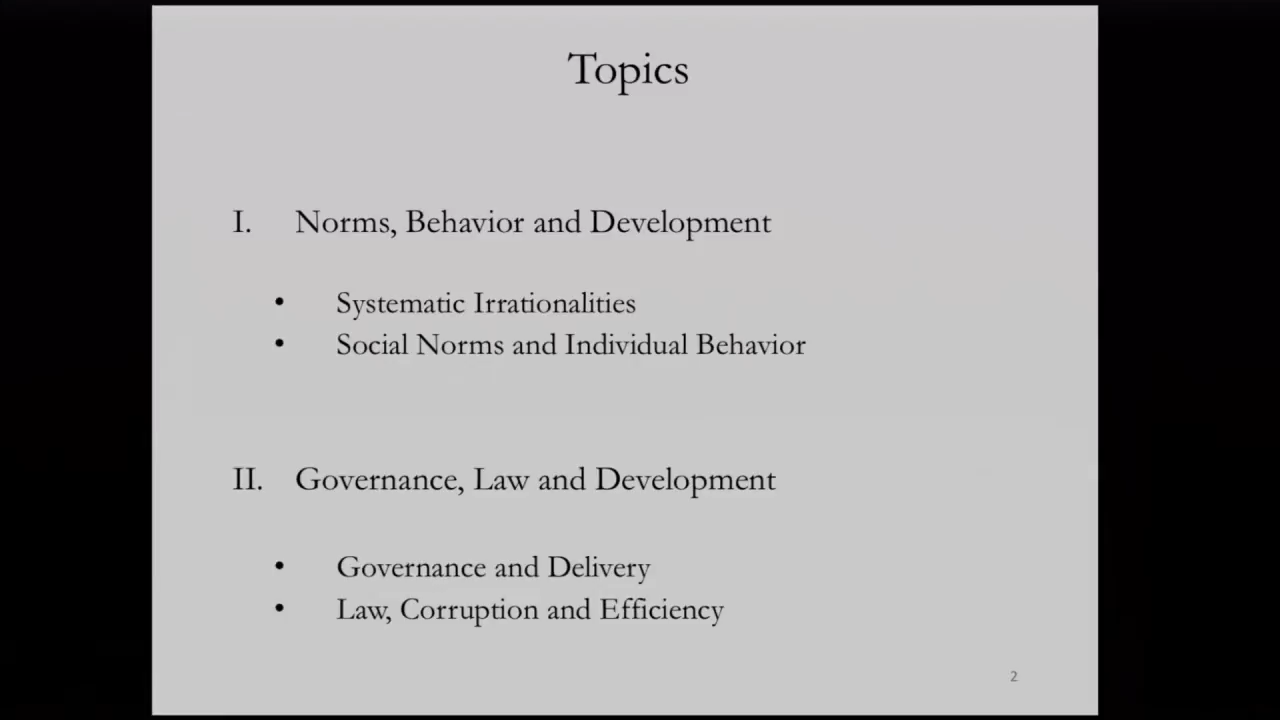 Topics
I. Norms, Behavior and Development
• Systematic Irrationalities
• Social Norms and Individual Behavior
II. Governance, Law and Development
• Governance and Delivery
• Law, Corruption and Efficiency
2